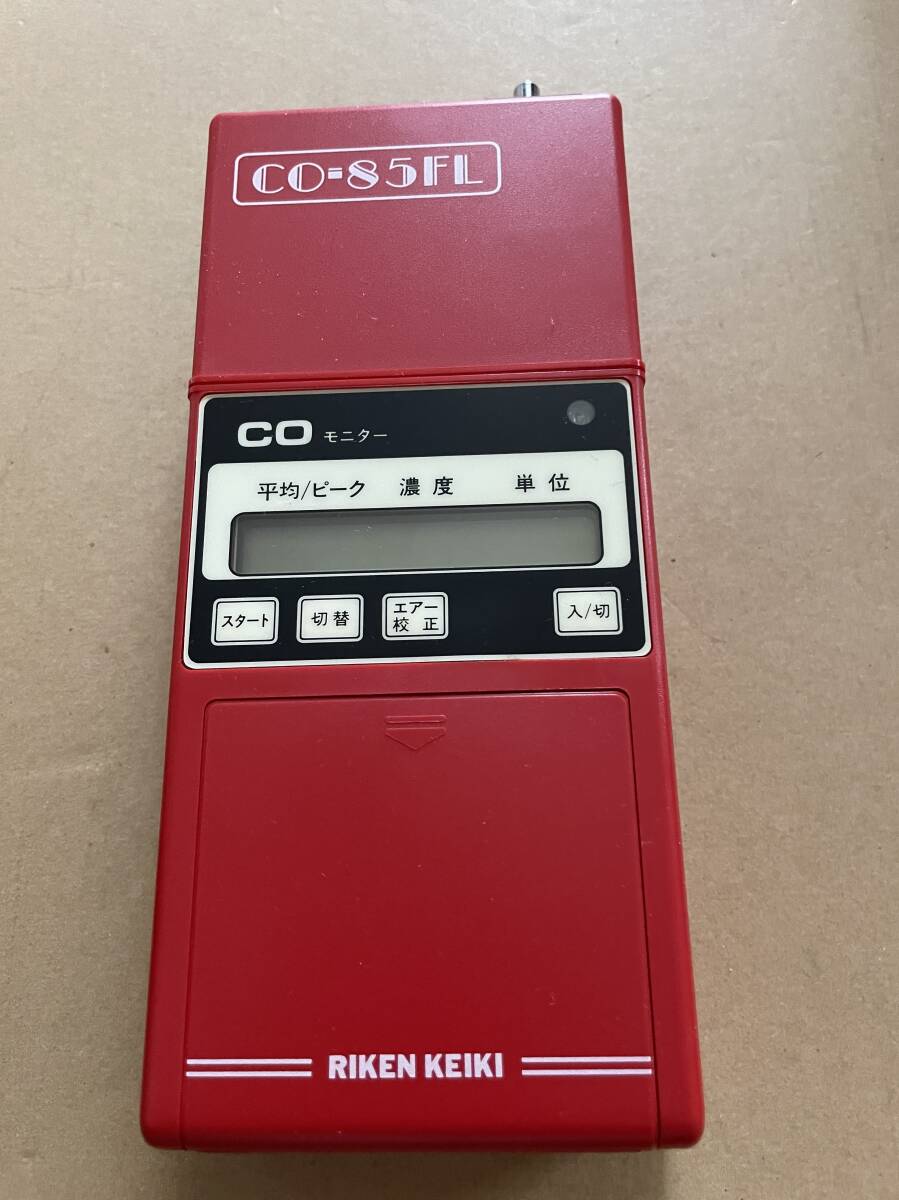 CO-85FL
CO モニター
平均/ピーク 濃度 単位
スタート 切替 エアー校正 入/切
RIKEN KEIKI